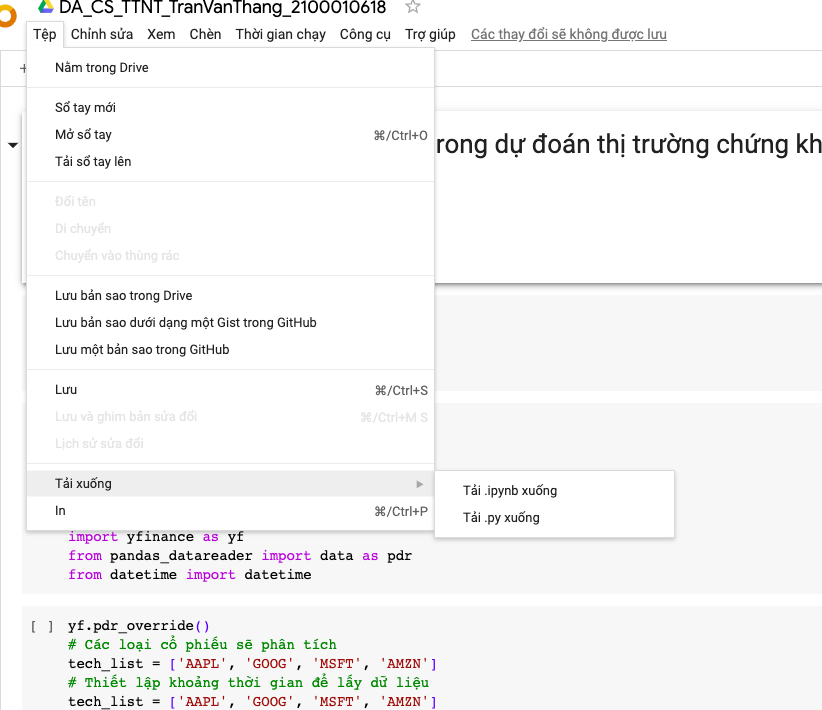 DA_CS_TTNT_TranVanThang_2100010618
Tệp Chỉnh sửa Xem Chèn Thời gian chạy Công cụ Trợ giúp Các thay đổi sẽ không được lưu
+
Nằm trong Drive
Sổ tay mới
Mở sổ tay ⌘/Ctrl+O
Tải sổ tay lên
Đổi tên
Di chuyển
Chuyển vào thùng rác
Lưu bản sao trong Drive
Lưu bản sao dưới dạng một Gist trong GitHub
Lưu một bản sao trong GitHub
Lưu ⌘/Ctrl+S
Lưu và ghim bản sửa đổi ⌘/Ctrl+M S
Lịch sử sửa đổi
Tải xuống
In ⌘/Ctrl+P
Tải .ipynb xuống
Tải .py xuống
rong dự đoán thị trường chứng kh
import yfinance as yf
from pandas_datareader import data as pdr
from datetime import datetime
[ ] yf.pdr_override()
# Các loại cổ phiếu sẽ phân tích
tech_list = ['AAPL', 'GOOG', 'MSFT', 'AMZN']
# Thiết lập khoảng thời gian để lấy dữ liệu
tech_list = ['AAPL', 'GOOG', 'MSFT', 'AMZN']